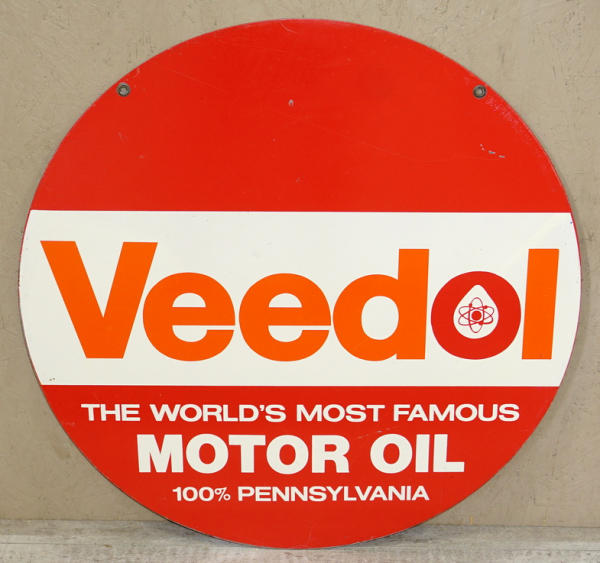 Veedol
THE WORLD'S MOST FAMOUS
MOTOR OIL
100% PENNSYLVANIA